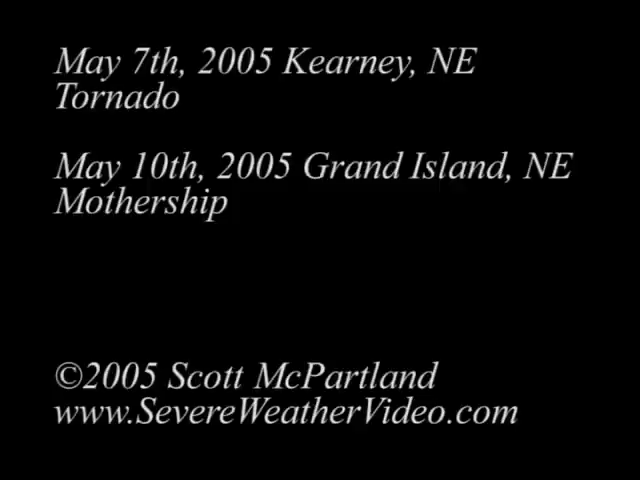 May 7th, 2005 Kearney, NE
Tornado
May 10th, 2005 Grand Island, NE
Mothership
©2005 Scott McPartland
www.SevereWeatherVideo.com